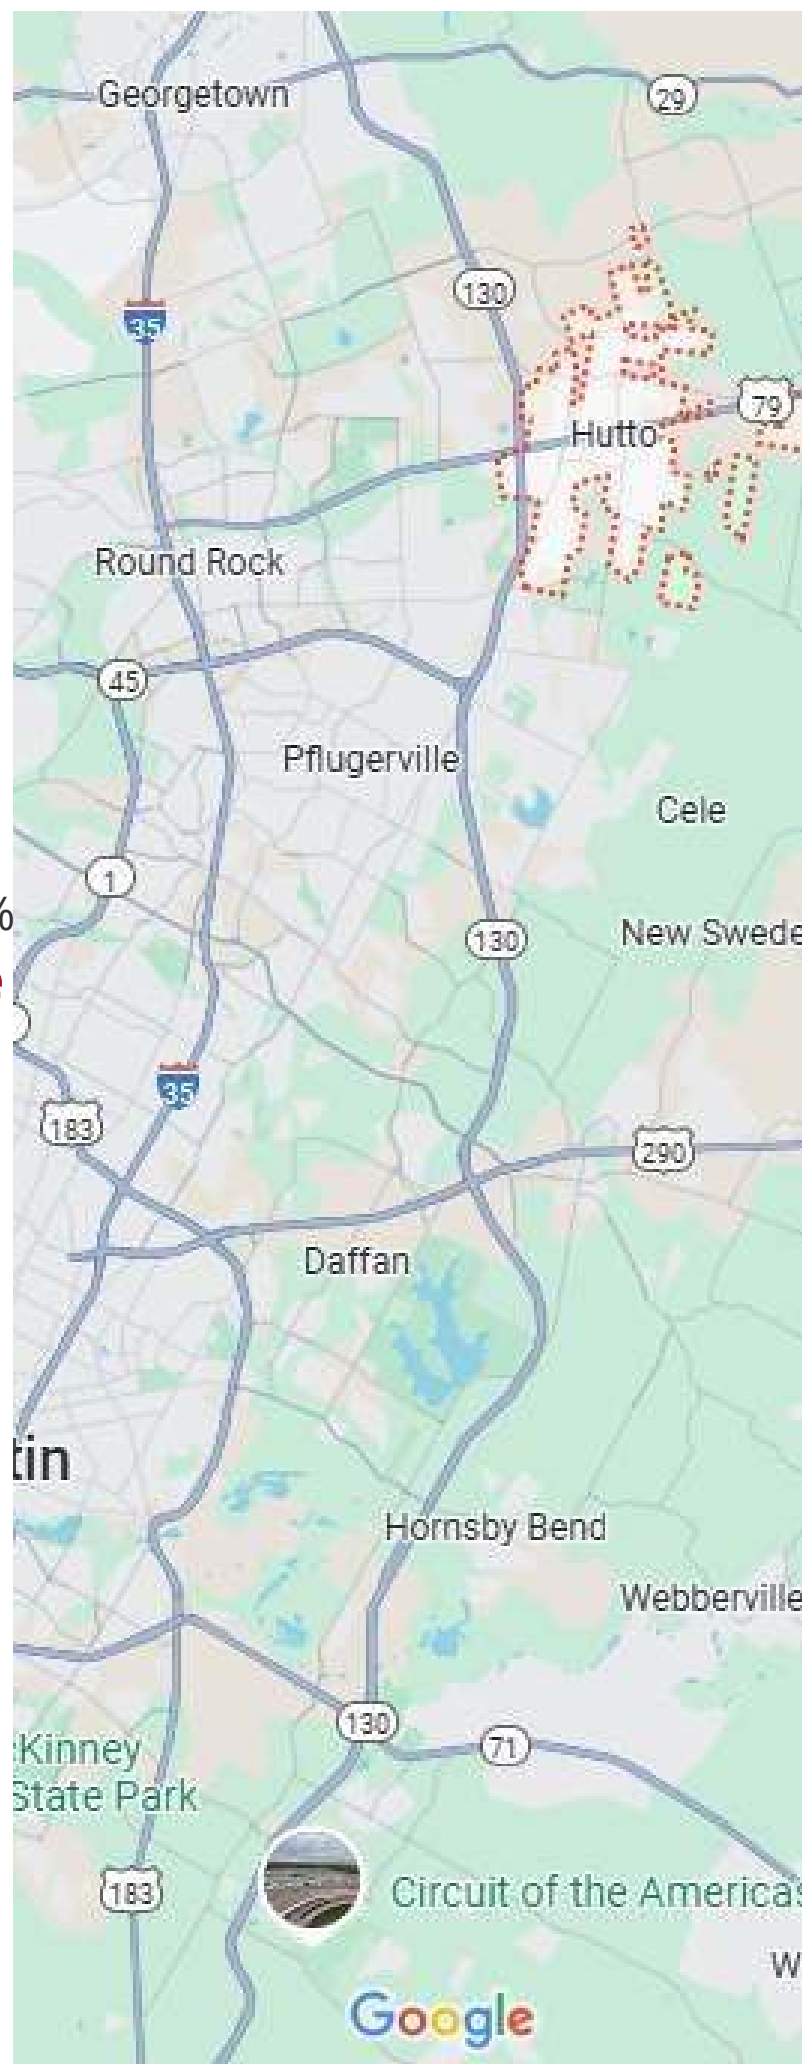 Georgetown
29
130
35
79
Hutto
Round Rock
45
Pflugerville
Cele
1
%
New Swede
130
e
35
183
290
Daffan
tin
Hornsby Bend
Webberville
130
71
Kinney
State Park
183
Circuit of the Americas
W
Google